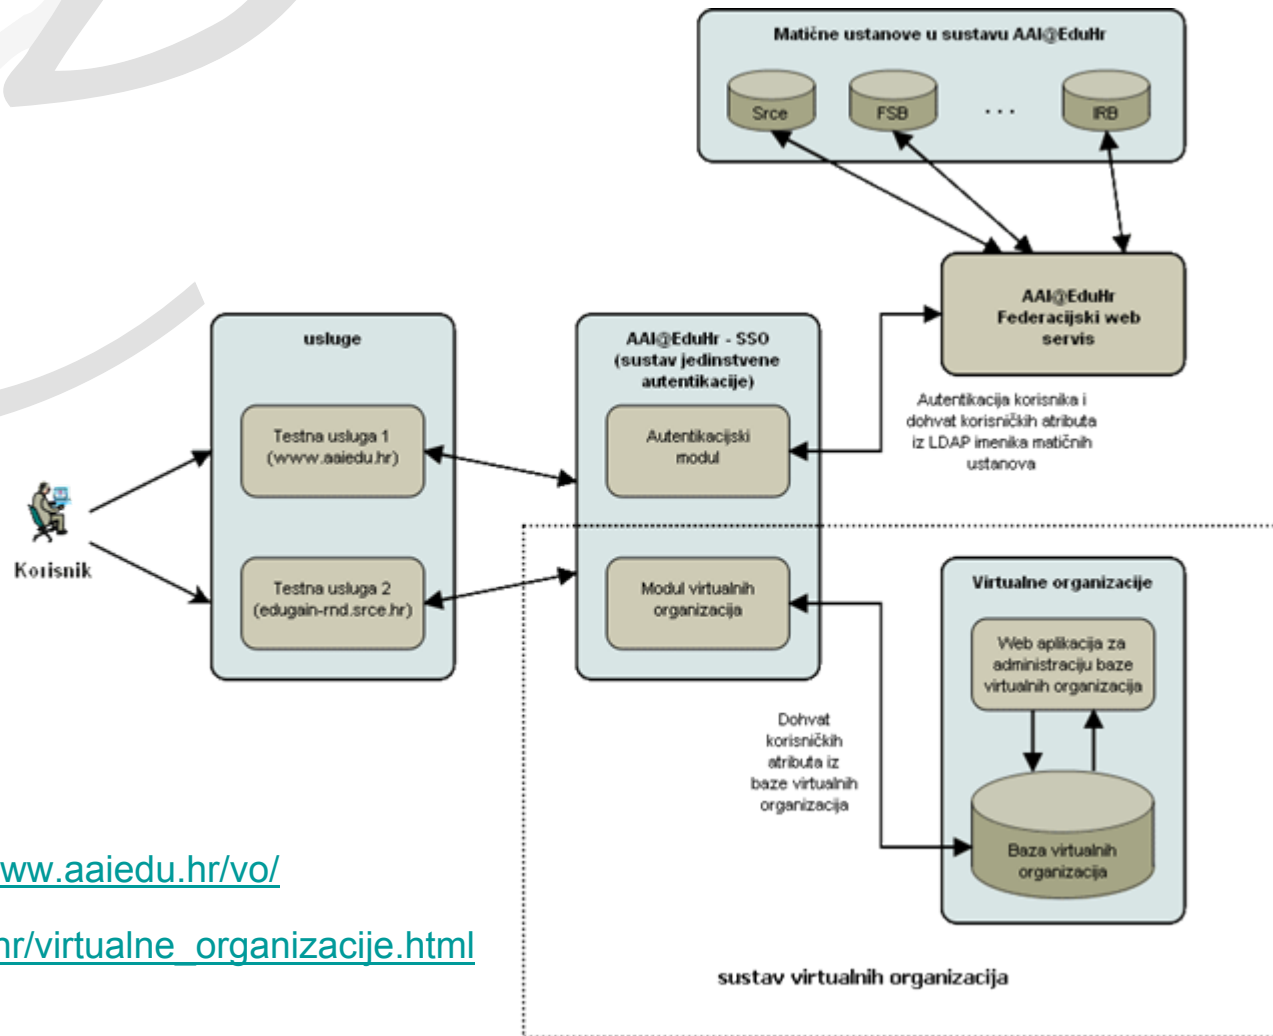 Matične ustanove u sustavu AAI@EduHr
Srce
FSB
...
IRB
AAI@EduHr
Federacijski web
servis
usluge
AAI@EduHr - SSO
(sustav jedinstvene
autentikacije)
Autentikacija korisnika i
dohvat korisničkih atributa
iz LDAP imenika matičnih
ustanova
Testna usluga 1
(www.aaiedu.hr)
Autentikacijski
modul
Korisnik
Testna usluga 2
(edugain-rnd.srce.hr)
Modul virtualnih
organizacija
Virtualne organizacije
Web aplikacija za
administraciju baze
virtualnih organizacija
Dohvat
korisničkih
atributa iz
baze virtualnih
organizacija
Baza virtualnih
organizacija
ww.aaiedu.hr/vo/
hr/virtualne_organizacije.html
sustav virtualnih organizacija